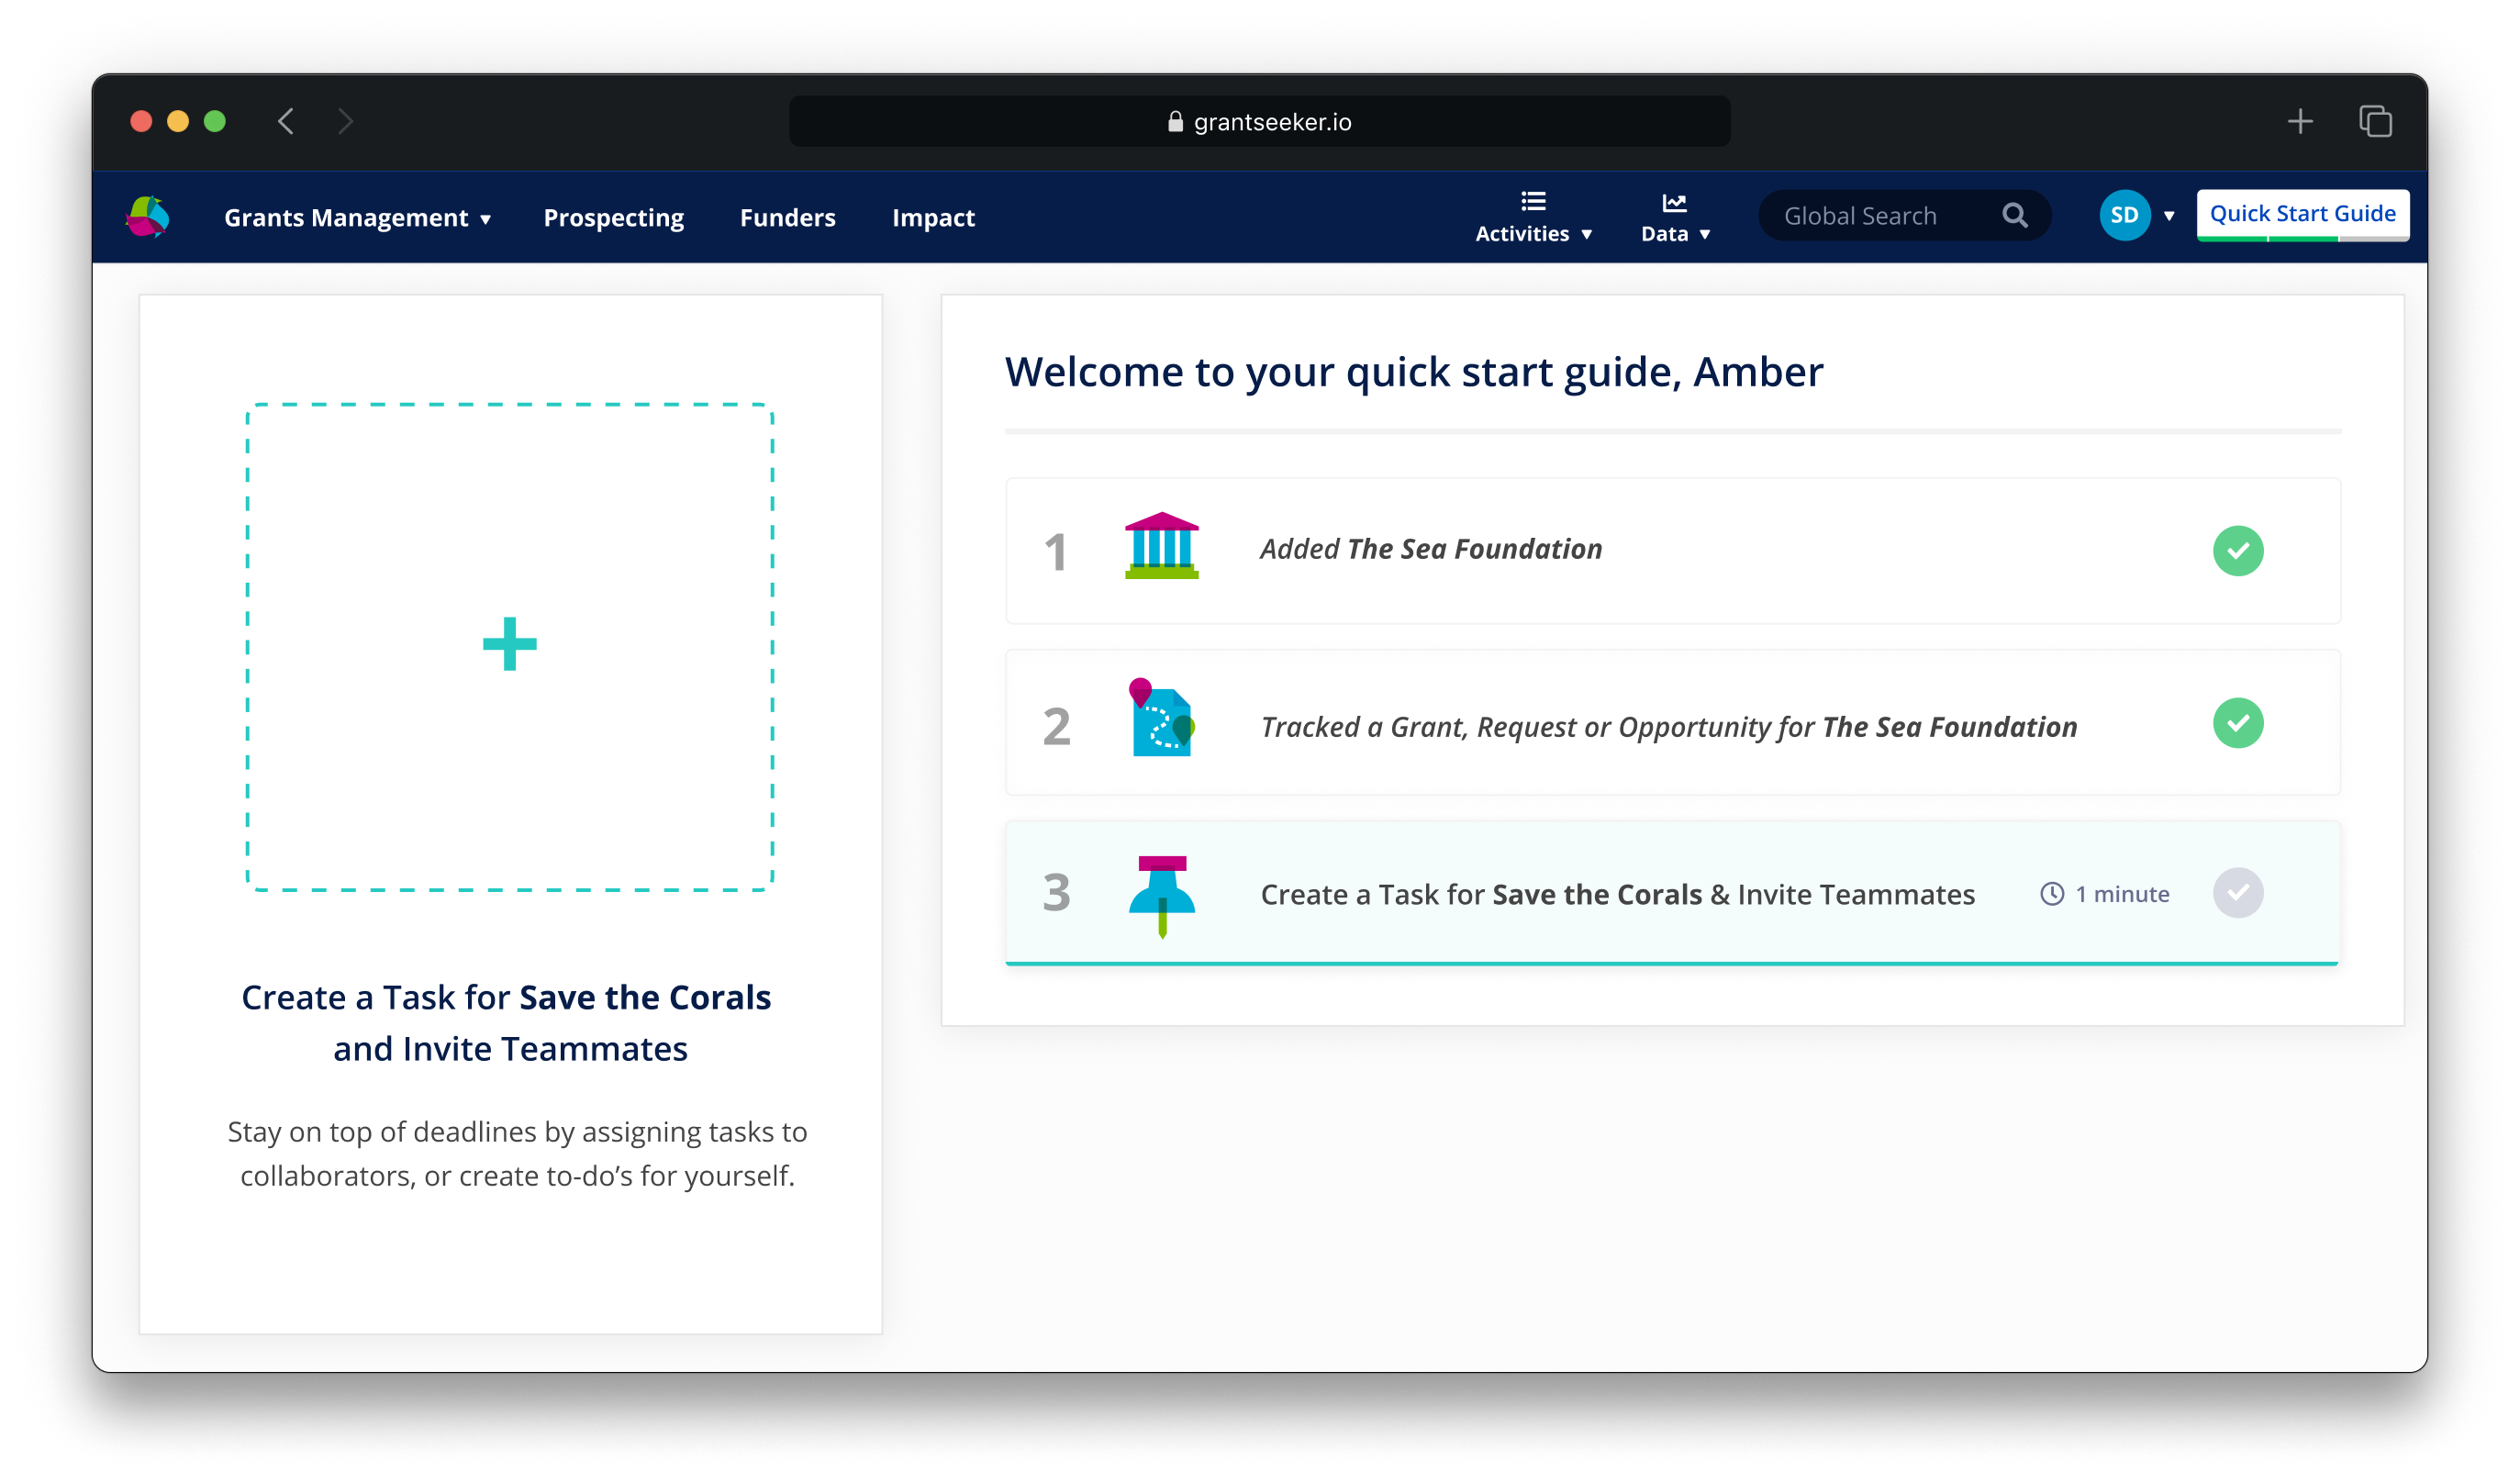 grantseeker.io
Grants Management
Prospecting
Funders
Impact
Activities
Data
Global Search
SD
Quick Start Guide
Create a Task for Save the Corals
and Invite Teammates
Stay on top of deadlines by assigning tasks to
collaborators, or create to-do’s for yourself.
Welcome to your quick start guide, Amber
1
Added The Sea Foundation
2
Tracked a Grant, Request or Opportunity for The Sea Foundation
3
Create a Task for Save the Corals & Invite Teammates
1 minute